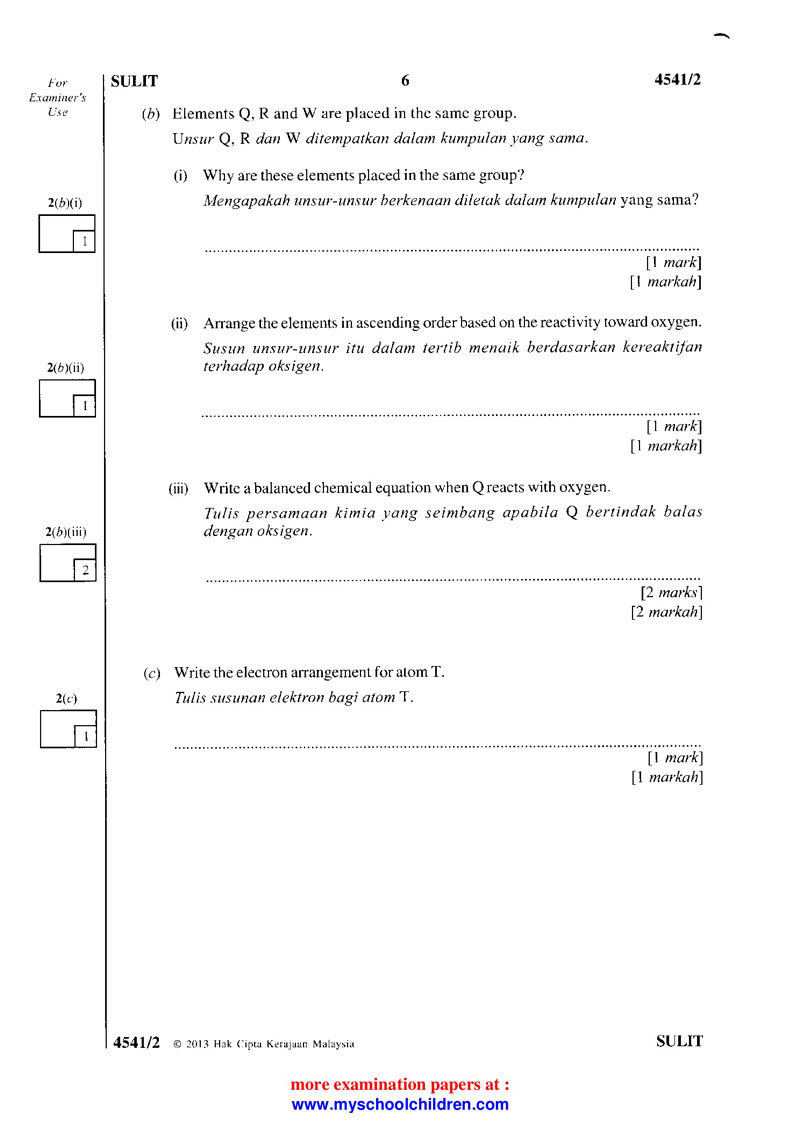 For
Examiner's
Use
SULIT 6 4541/2
(b) Elements Q, R and W are placed in the same group.
Unsur Q, R dan W ditempatkan dalam kumpulan yang sama.
(i) Why are these elements placed in the same group?
Mengapakah unsur-unsur berkenaan diletak dalam kumpulan yang sama?
2(b)(i)
1
[1 mark]
[1 markah]
(ii) Arrange the elements in ascending order based on the reactivity toward oxygen.
Susun unsur-unsur itu dalam tertib menaik berdasarkan kereaktifan
terhadap oksigen.
2(b)(ii)
1
[1 mark]
[1 markah]
(iii) Write a balanced chemical equation when Q reacts with oxygen.
Tulis persamaan kimia yang seimbang apabila Q bertindak balas
dengan oksigen.
2(b)(iii)
2
[2 marks]
[2 markah]
(c) Write the electron arrangement for atom T.
Tulis susunan elektron bagi atom T.
2(c)
1
[1 mark]
[1 markah]
4541/2 © 2013 Hak Cipta Kerajaan Malaysia SULIT
more examination papers at :
www.myschoolchildren.com